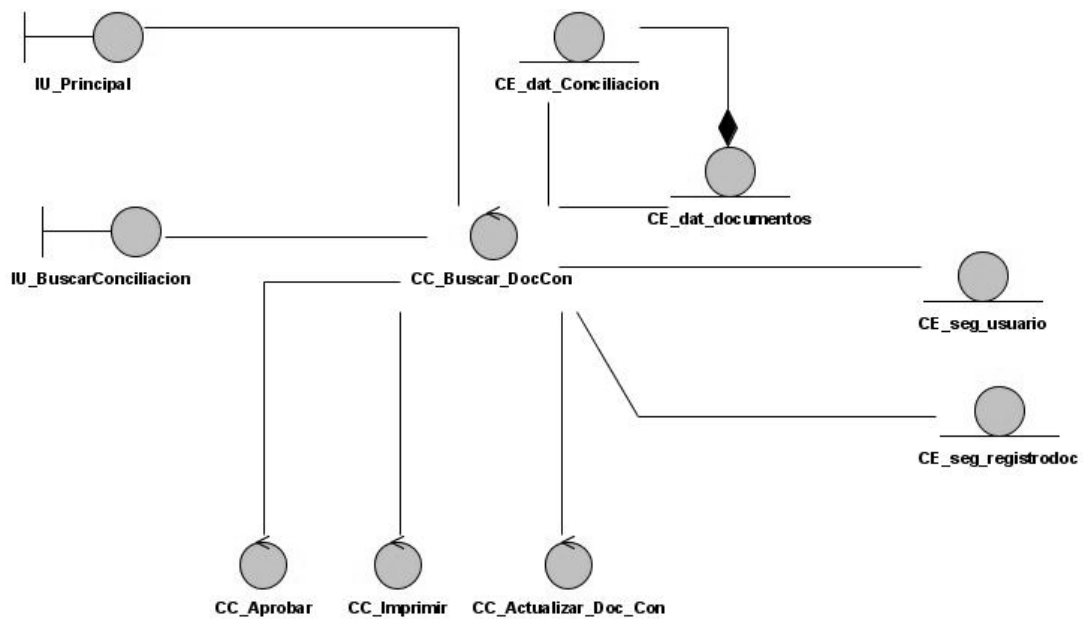 IU_Principal
CE_dat_Conciliacion
CE_dat_documentos
IU_BuscarConciliacion
CC_Buscar_DocCon
CE_seg_usuario
CE_seg_registrodoc
CC_Aprobar
CC_Imprimir
CC_Actualizar_Doc_Con